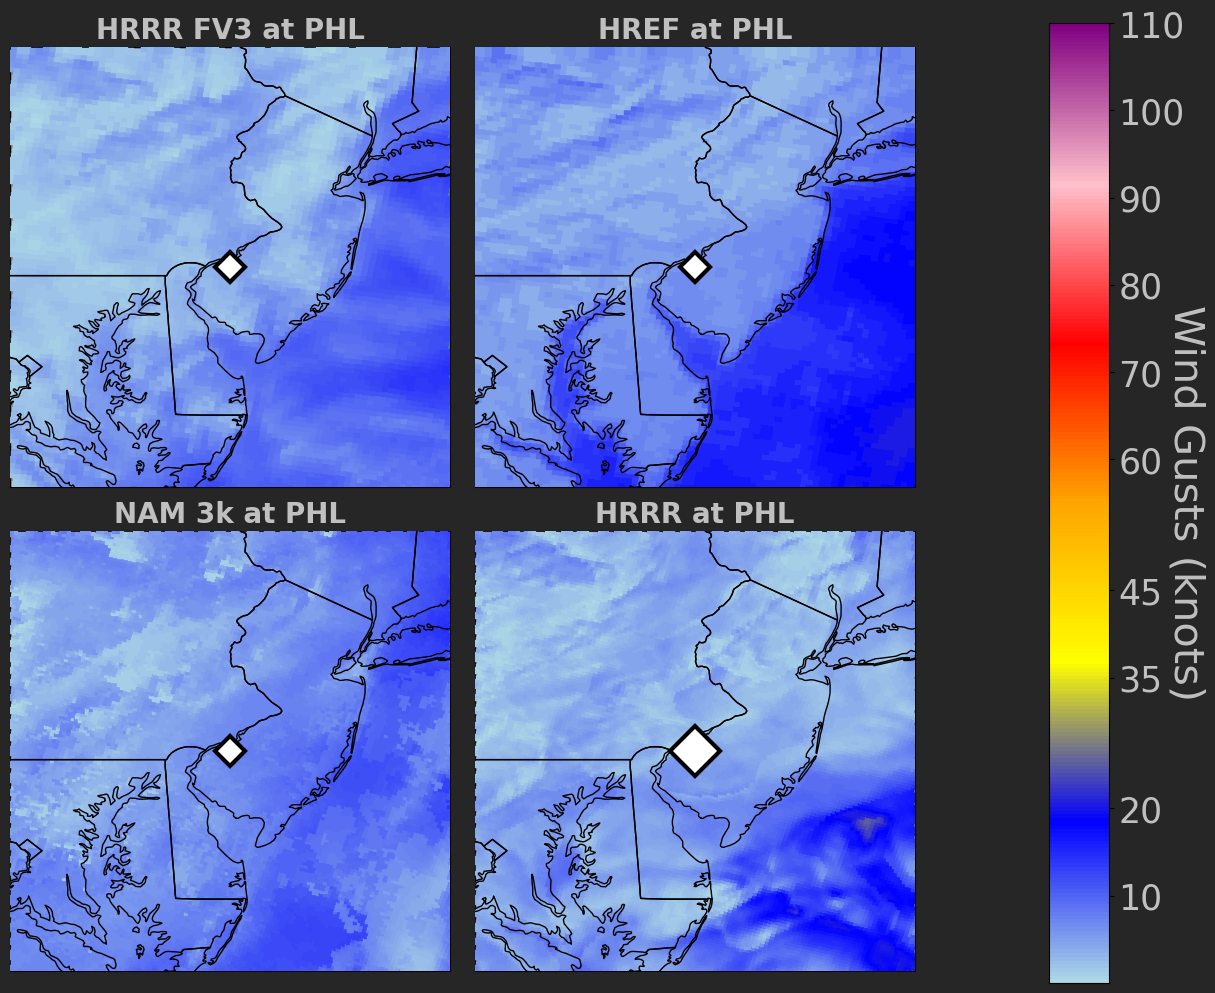 HRRR FV3 at PHL
HREF at PHL
NAM 3k at PHL
HRRR at PHL
110
100
90
80
70
60
45
35
20
10
Wind Gusts (knots)